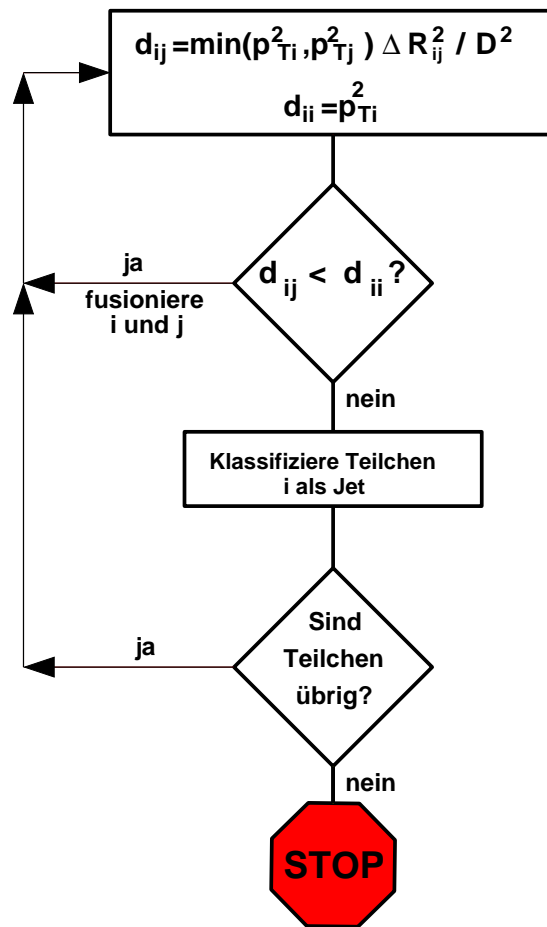 d_ij =min(p²_Ti ,p²_Tj ) Δ R²_ij / D²
d_ii =p²_Ti
d_ij < d_ii ?
ja
fusioniere
i und j
nein
Klassifiziere Teilchen
i als Jet
Sind
Teilchen
übrig?
ja
nein
STOP